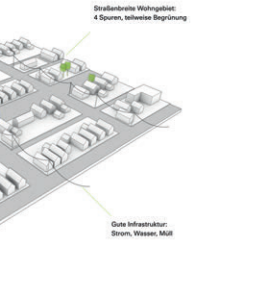 Straßenbreite Wohngebiet:
4 Spuren, teilweise Begrünung
Gute Infrastruktur:
Strom, Wasser, Müll